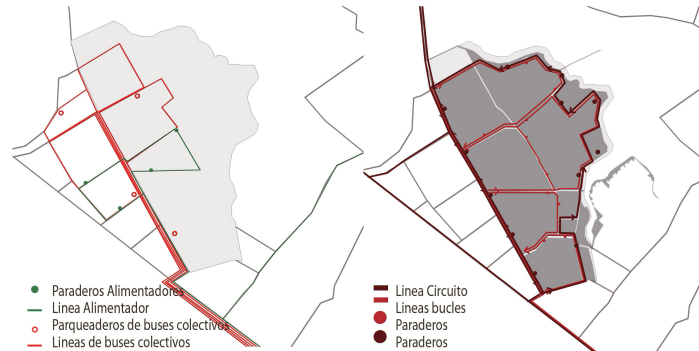 Paraderos Alimentadores
Linea Alimentador
Parqueaderos de buses colectivos
Lineas de buses colectivos
Linea Circuito
Lineas bucles
Paraderos
Paraderos